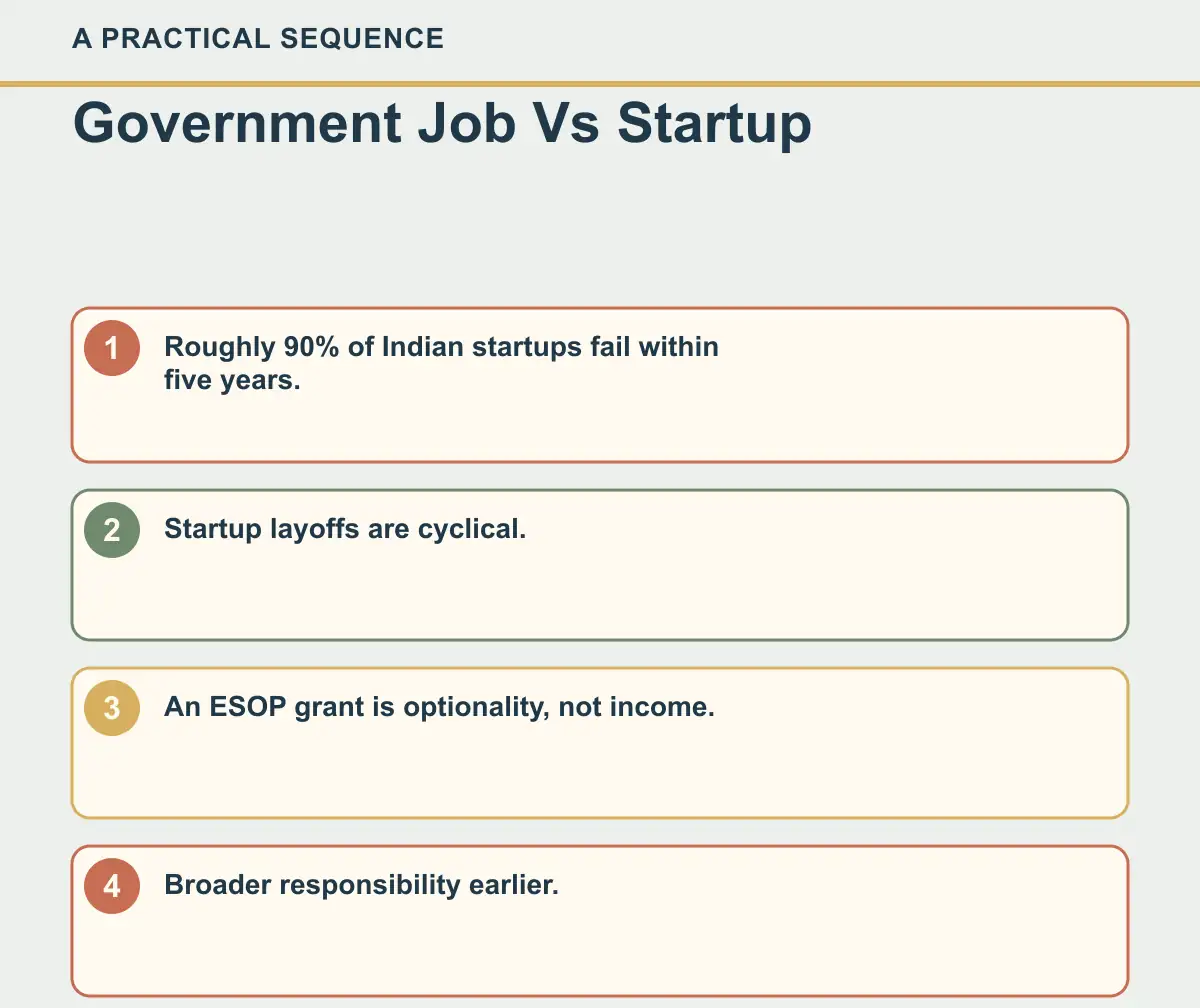 A PRACTICAL SEQUENCE
Government Job Vs Startup
1
Roughly 90% of Indian startups fail within
five years.
2
Startup layoffs are cyclical.
3
An ESOP grant is optionality, not income.
4
Broader responsibility earlier.